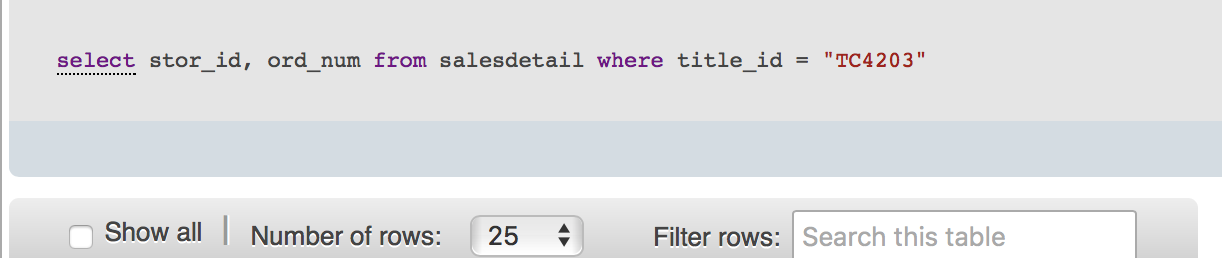 select stor_id, ord_num from salesdetail where title_id = "TC4203"
Show all | Number of rows: 25 Filter rows: Search this table